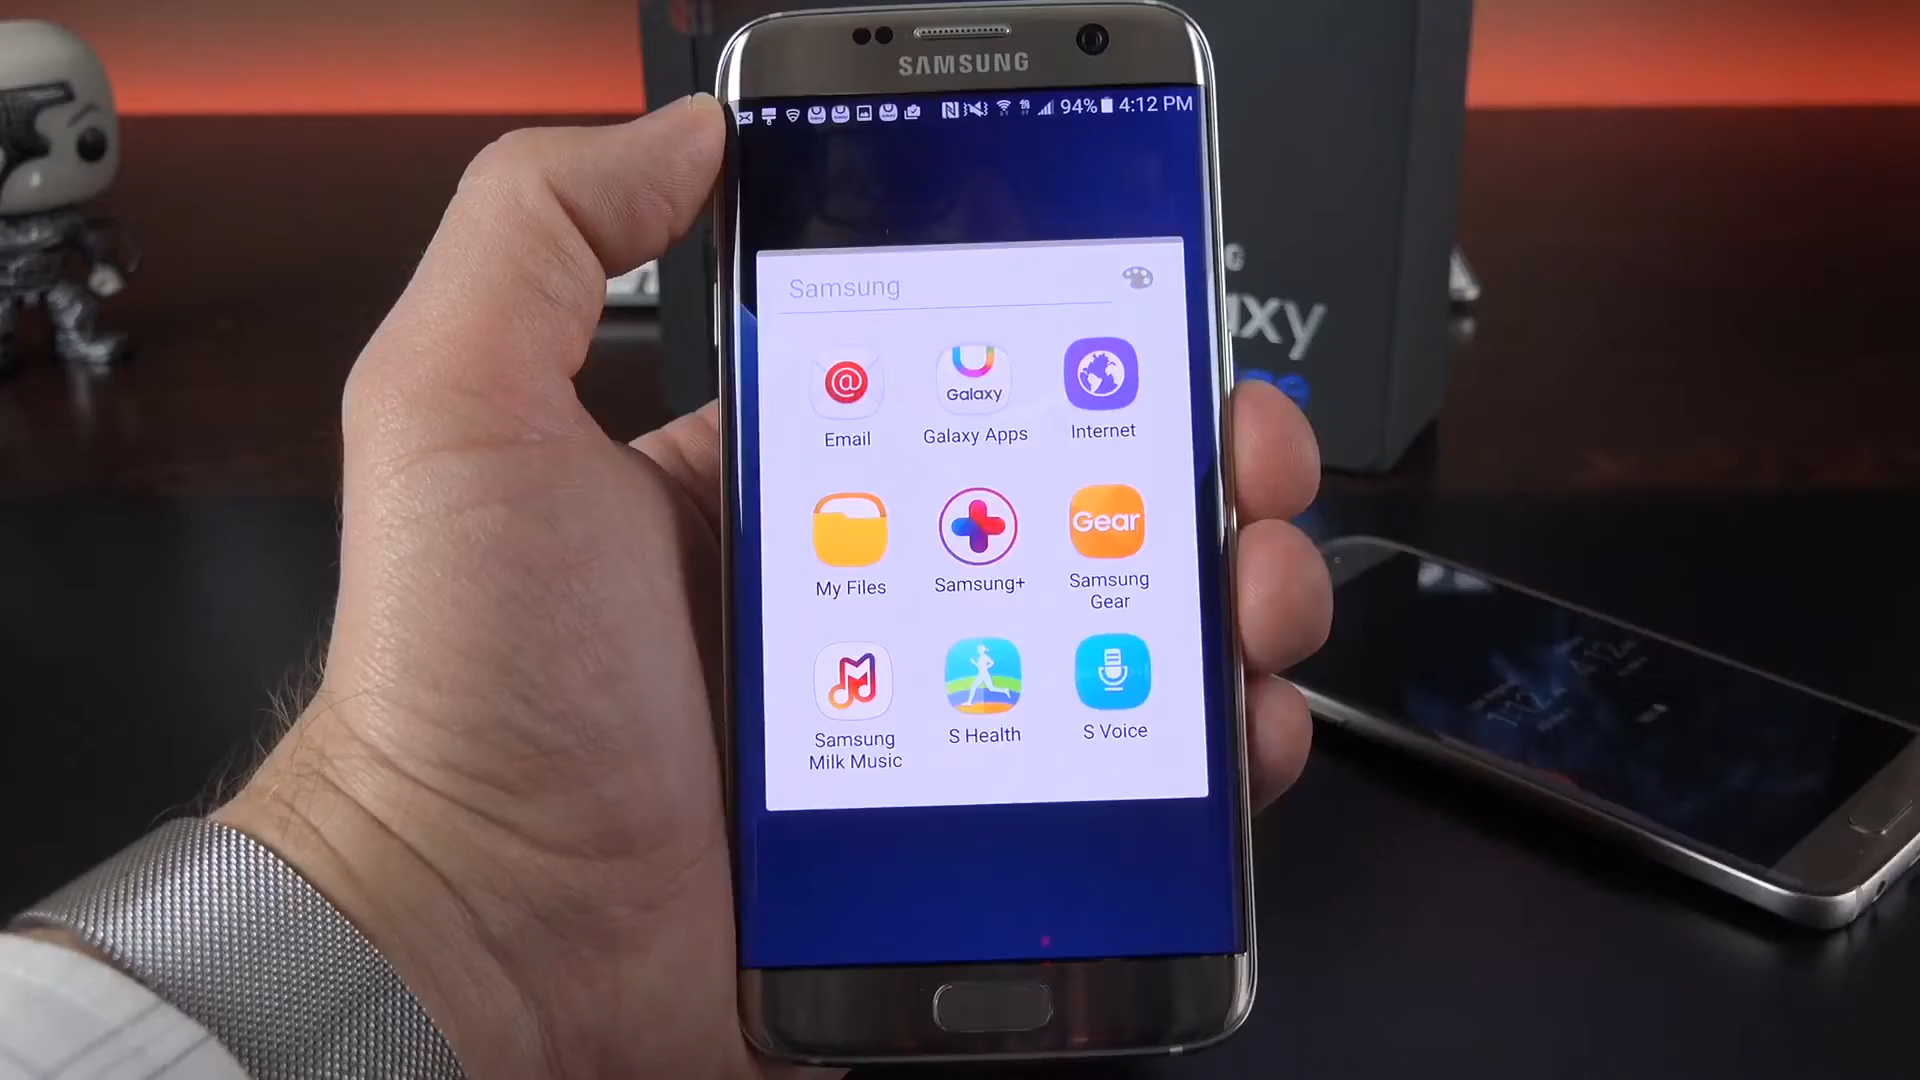 SAMSUNG
94% 4:12 PM
Samsung
Galaxy
Email
Galaxy Apps
Internet
Gear
My Files
Samsung+
Samsung
Gear
Samsung
Milk Music
S Health
S Voice
G
axy